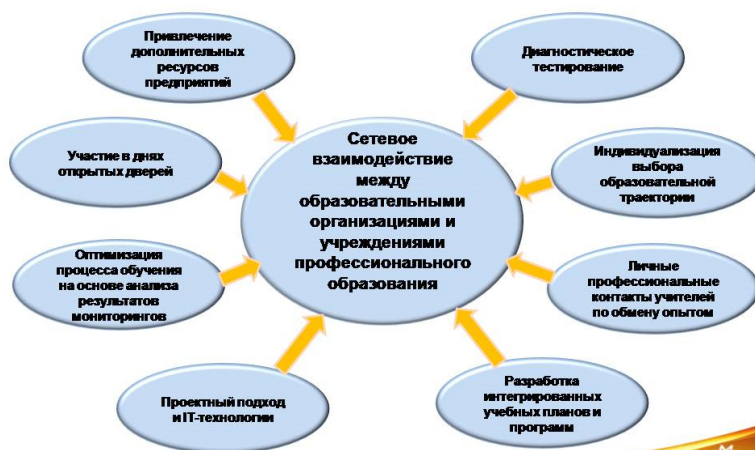 Привлечение
дополнительных
ресурсов
предприятий
Диагностическое
тестирование
Участие в днях
открытых дверей
Сетевое
взаимодействие
между
образовательными
организациями и
учреждениями
профессионального
образования
Индивидуализация
выбора
образовательной
траектории
Оптимизация
процесса обучения
на основе анализа
результатов
мониторингов
Личные
профессиональные
контакты учителей
по обмену опытом
Проектный подход
и IT-технологии
Разработка
интегрированных
учебных планов и
программ